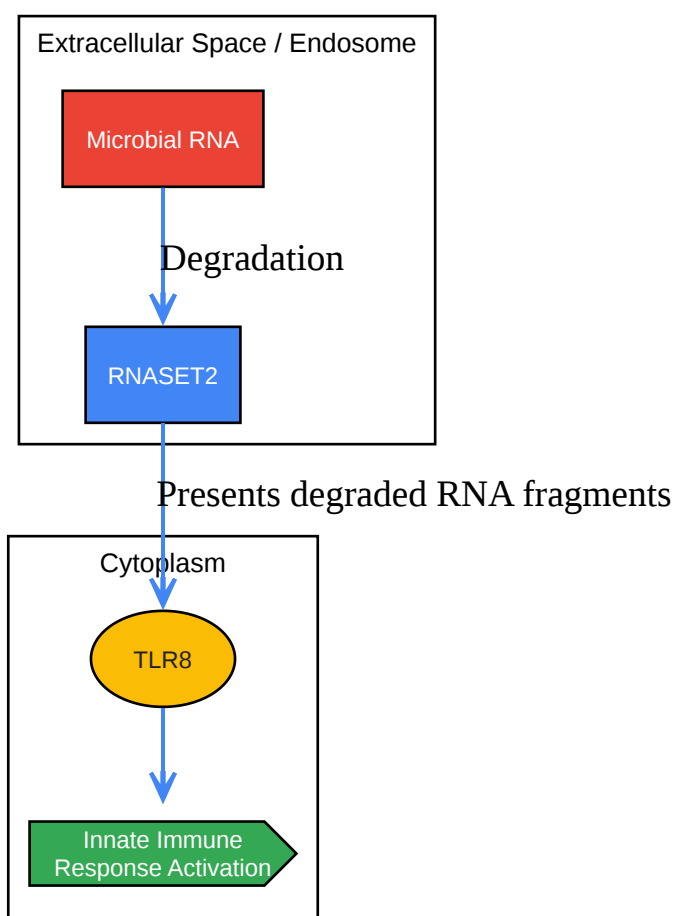 Extracellular Space / Endosome
Microbial RNA
Degradation
RNASET2
Presents degraded RNA fragments
Cytoplasm
TLR8
Innate Immune
Response Activation